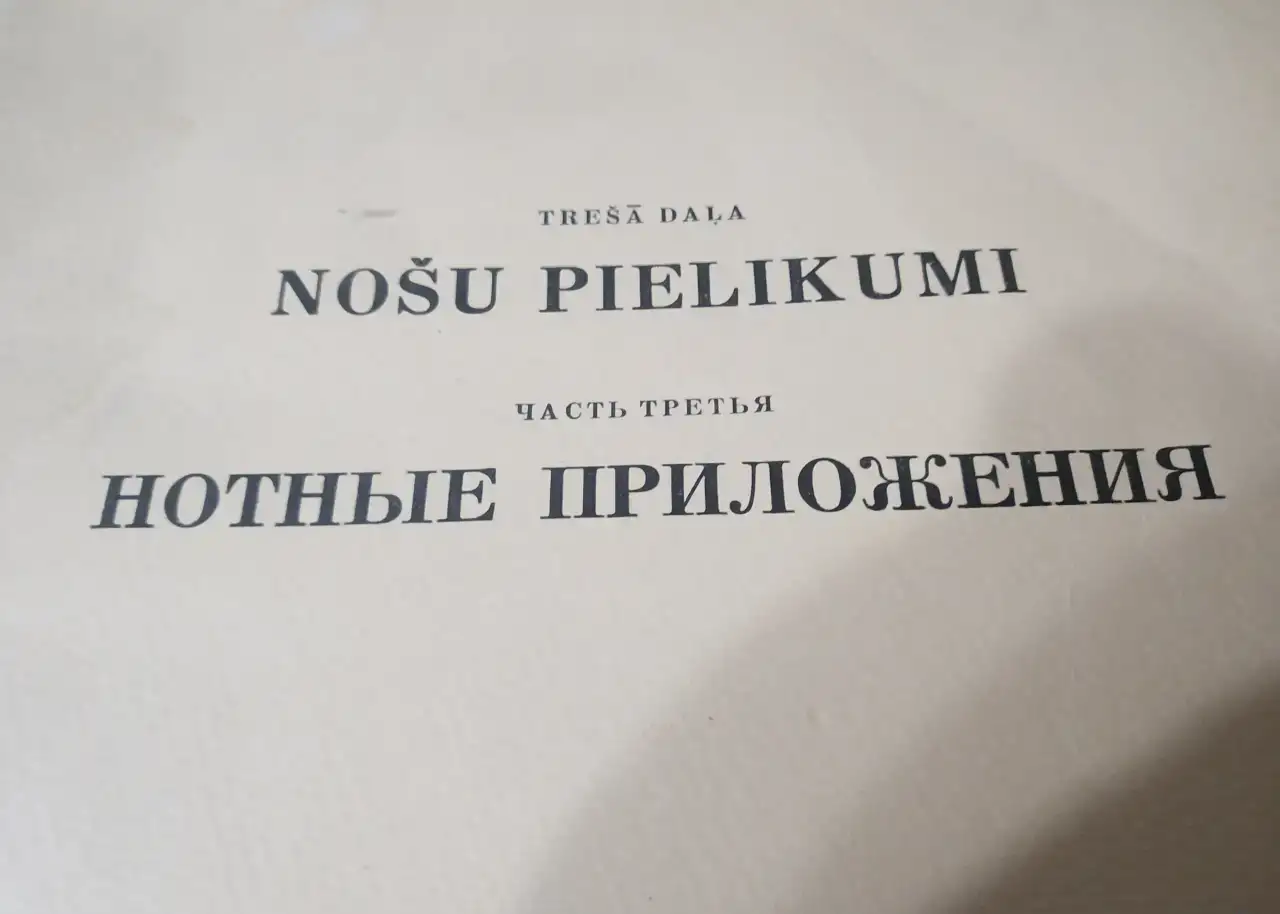 TREŠĀ DAĻA
NOŠU PIELIKUMI
ЧАСТЬ ТРЕТЬЯ
НОТНЫЕ ПРИЛОЖЕНИЯ